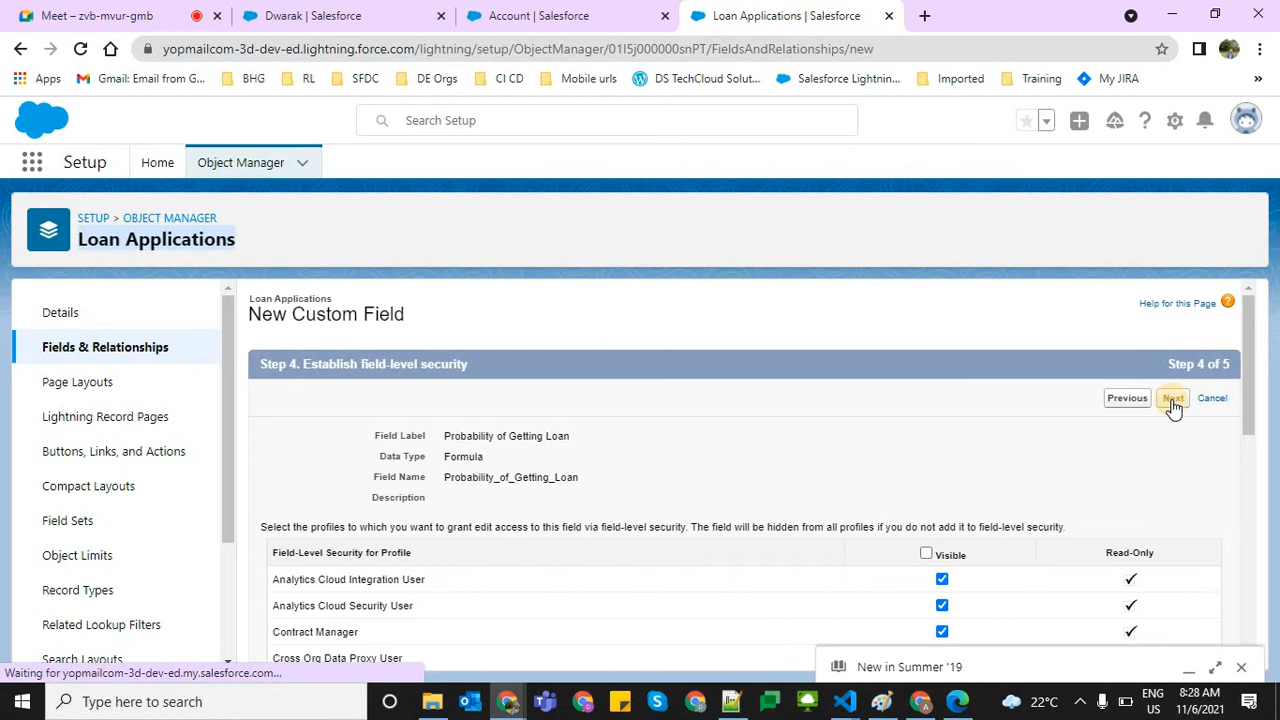 Meet – zvb-mvur-gmb
Dwarak | Salesforce
Account | Salesforce
Loan Applications | Salesforce
yopmailcom-3d-dev-ed.lightning.force.com/lightning/setup/ObjectManager/01I5j000000snPT/FieldsAndRelationships/new
Apps
Gmail: Email from G...
BHG
RL
SFDC
DE Orgs
CI CD
Mobile urls
DS TechCloud Solut...
Salesforce Lightnin...
Imported
Training
My JIRA
»
Search Setup
Setup
Home
Object Manager
SETUP > OBJECT MANAGER
Loan Applications
Details
Fields & Relationships
Page Layouts
Lightning Record Pages
Buttons, Links, and Actions
Compact Layouts
Field Sets
Object Limits
Record Types
Related Lookup Filters
Search Layouts
Loan Applications
New Custom Field
Help for this Page
Step 4. Establish field-level security
Step 4 of 5
Previous
Next
Cancel
Field Label Probability of Getting Loan
Data Type Formula
Field Name Probability_of_Getting_Loan
Description
Select the profiles to which you want to grant edit access to this field via field-level security. The field will be hidden from all profiles if you do not add it to field-level security.
Field-Level Security for Profile Visible Read-Only
Analytics Cloud Integration User
Analytics Cloud Security User
Contract Manager
Cross Org Data Proxy User
New in Summer '19
Waiting for yopmailcom-3d-dev-ed.my.salesforce.com...
Type here to search
22°C
ENG
US
8:28 AM
11/6/2021